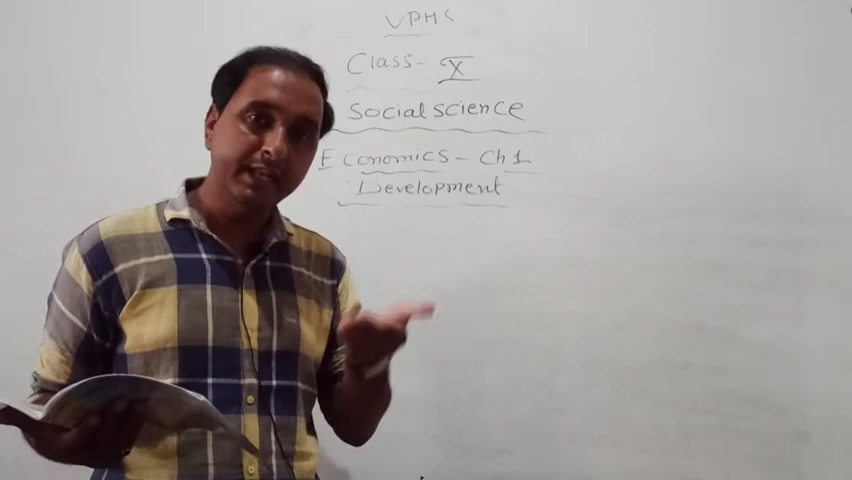 VPHS
Class- X
Social science
Economics - Ch 1
Development